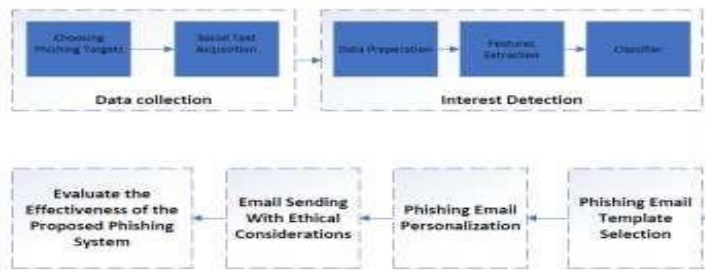 Choosing
Phishing Targets
Social Text
Acquisition
Data Preperation
Features
Extraction
Classifier
Data collection
Interest Detection
Evaluate the
Effectiveness of the
Proposed Phishing
System
Email Sending
With Ethical
Considerations
Phishing Email
Personalization
Phishing Email
Template
Selection